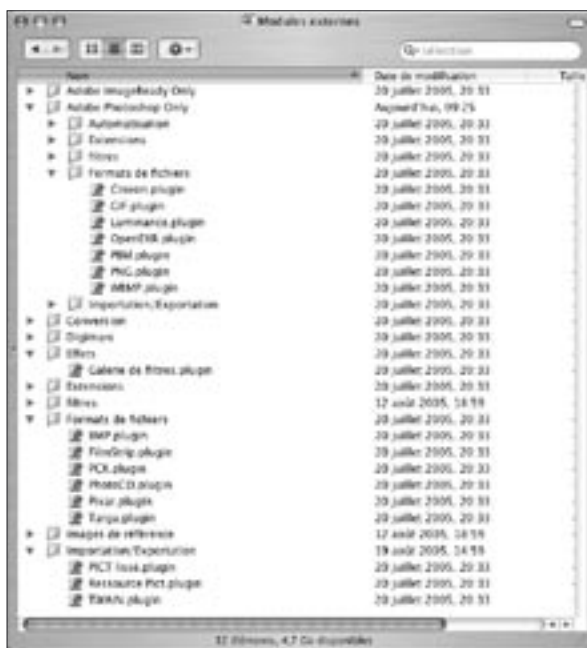 Modules externes
sélection
Nom Date de modification Taille
Adobe ImageReady Only 20 juillet 2005, 20:33
Adobe Photoshop Only Aujourd'hui, 09:26
Automatisation 20 juillet 2005, 20:33
Extensions 20 juillet 2005, 20:33
filtres 20 juillet 2005, 20:33
Formats de fichiers 20 juillet 2005, 20:33
Cineon.plugin 20 juillet 2005, 20:33
GIF.plugin 20 juillet 2005, 20:33
Luminance.plugin 20 juillet 2005, 20:33
OpenEXR.plugin 20 juillet 2005, 20:33
PBM.plugin 20 juillet 2005, 20:33
PNG.plugin 20 juillet 2005, 20:33
WBMP.plugin 20 juillet 2005, 20:33
Importation/Exportation 20 juillet 2005, 20:33
Conversion 20 juillet 2005, 20:33
Digimarc 20 juillet 2005, 20:33
Effets 20 juillet 2005, 20:33
Galerie de filtres.plugin 20 juillet 2005, 20:33
Extensions 20 juillet 2005, 20:33
filtres 12 août 2005, 18:59
Formats de fichiers 20 juillet 2005, 20:33
BMP.plugin 20 juillet 2005, 20:33
FilmStrip.plugin 20 juillet 2005, 20:33
PCX.plugin 20 juillet 2005, 20:33
PhotoCD.plugin 20 juillet 2005, 20:33
Pixar.plugin 20 juillet 2005, 20:33
Targa.plugin 20 juillet 2005, 20:33
Images de référence 12 août 2005, 18:59
Importation/Exportation 19 août 2005, 14:59
PICT 20 juillet 2005, 20:33
Ressource Pict.plugin 20 juillet 2005, 20:33
TWAIN.plugin 20 juillet 2005, 20:33
32 éléments, 4,7 Go disponibles